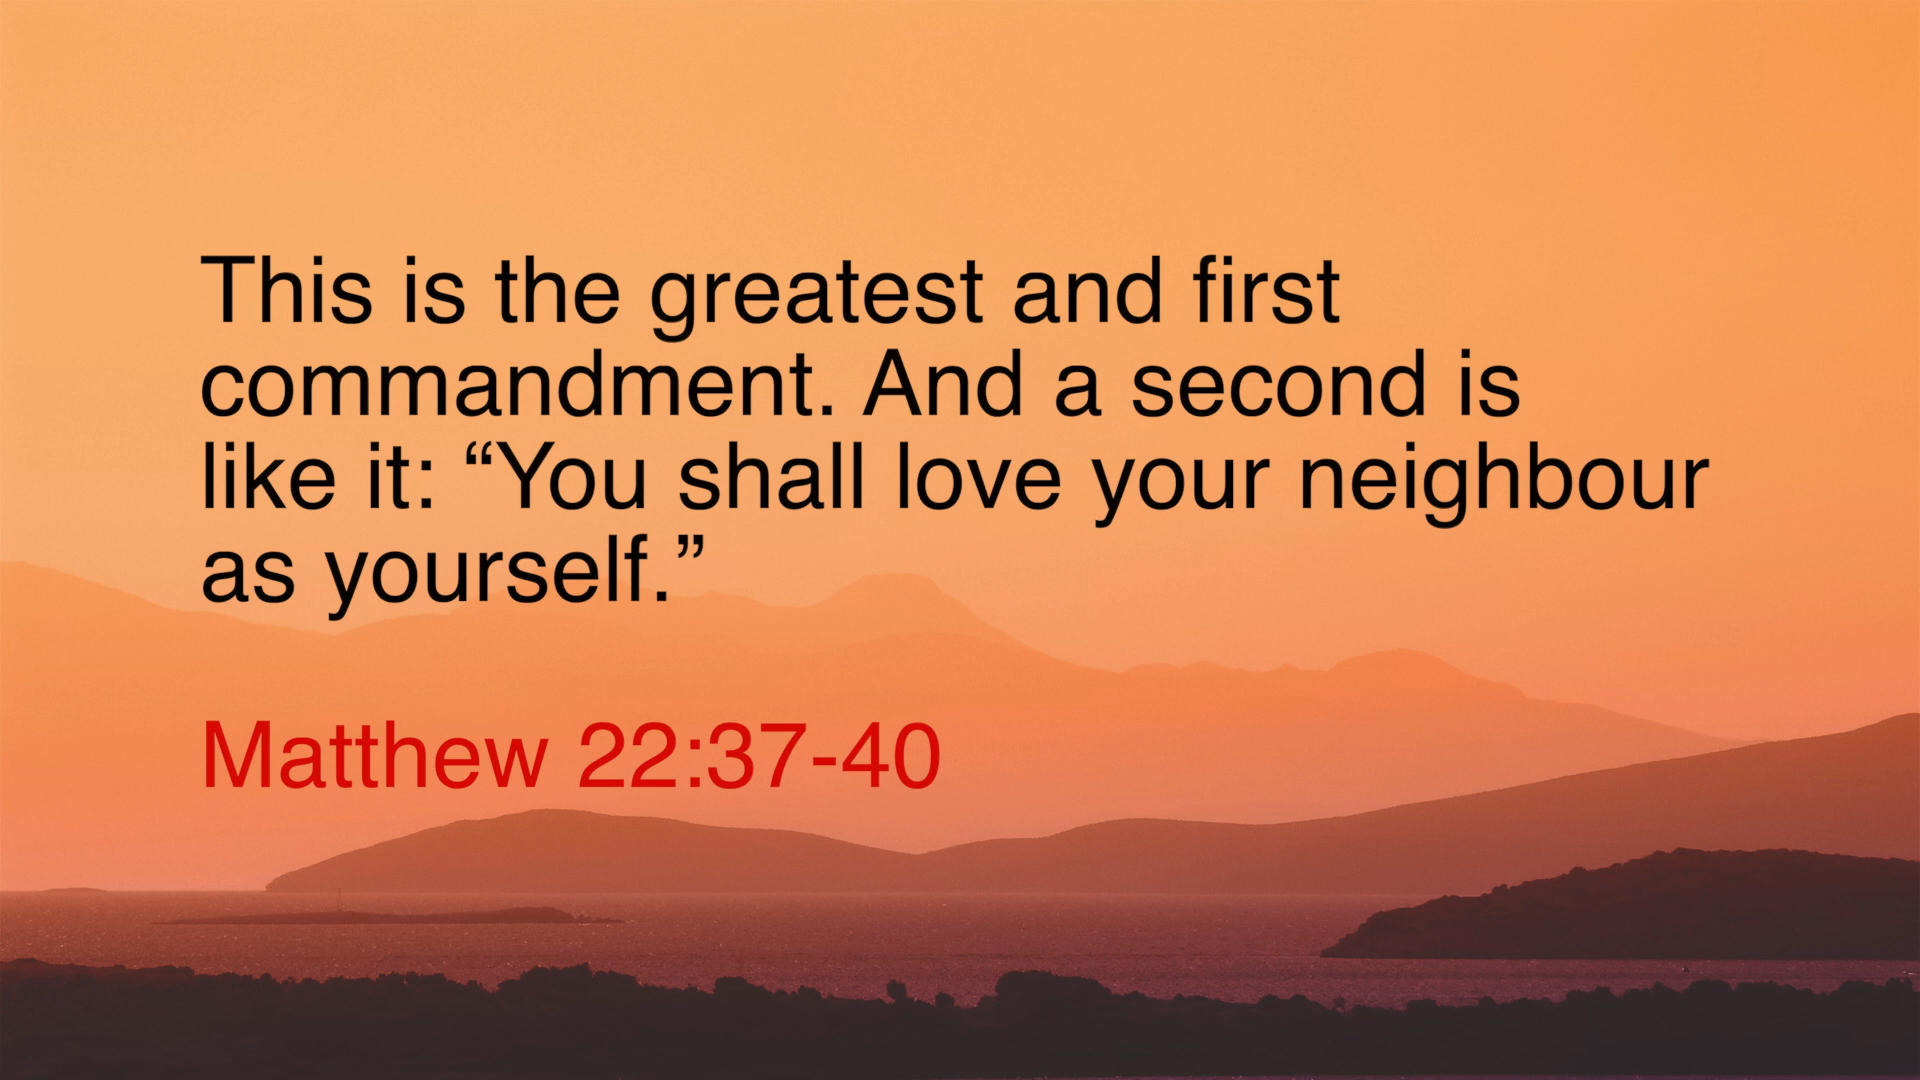 This is the greatest and first
commandment. And a second is
like it: “You shall love your neighbour
as yourself.”
Matthew 22:37-40